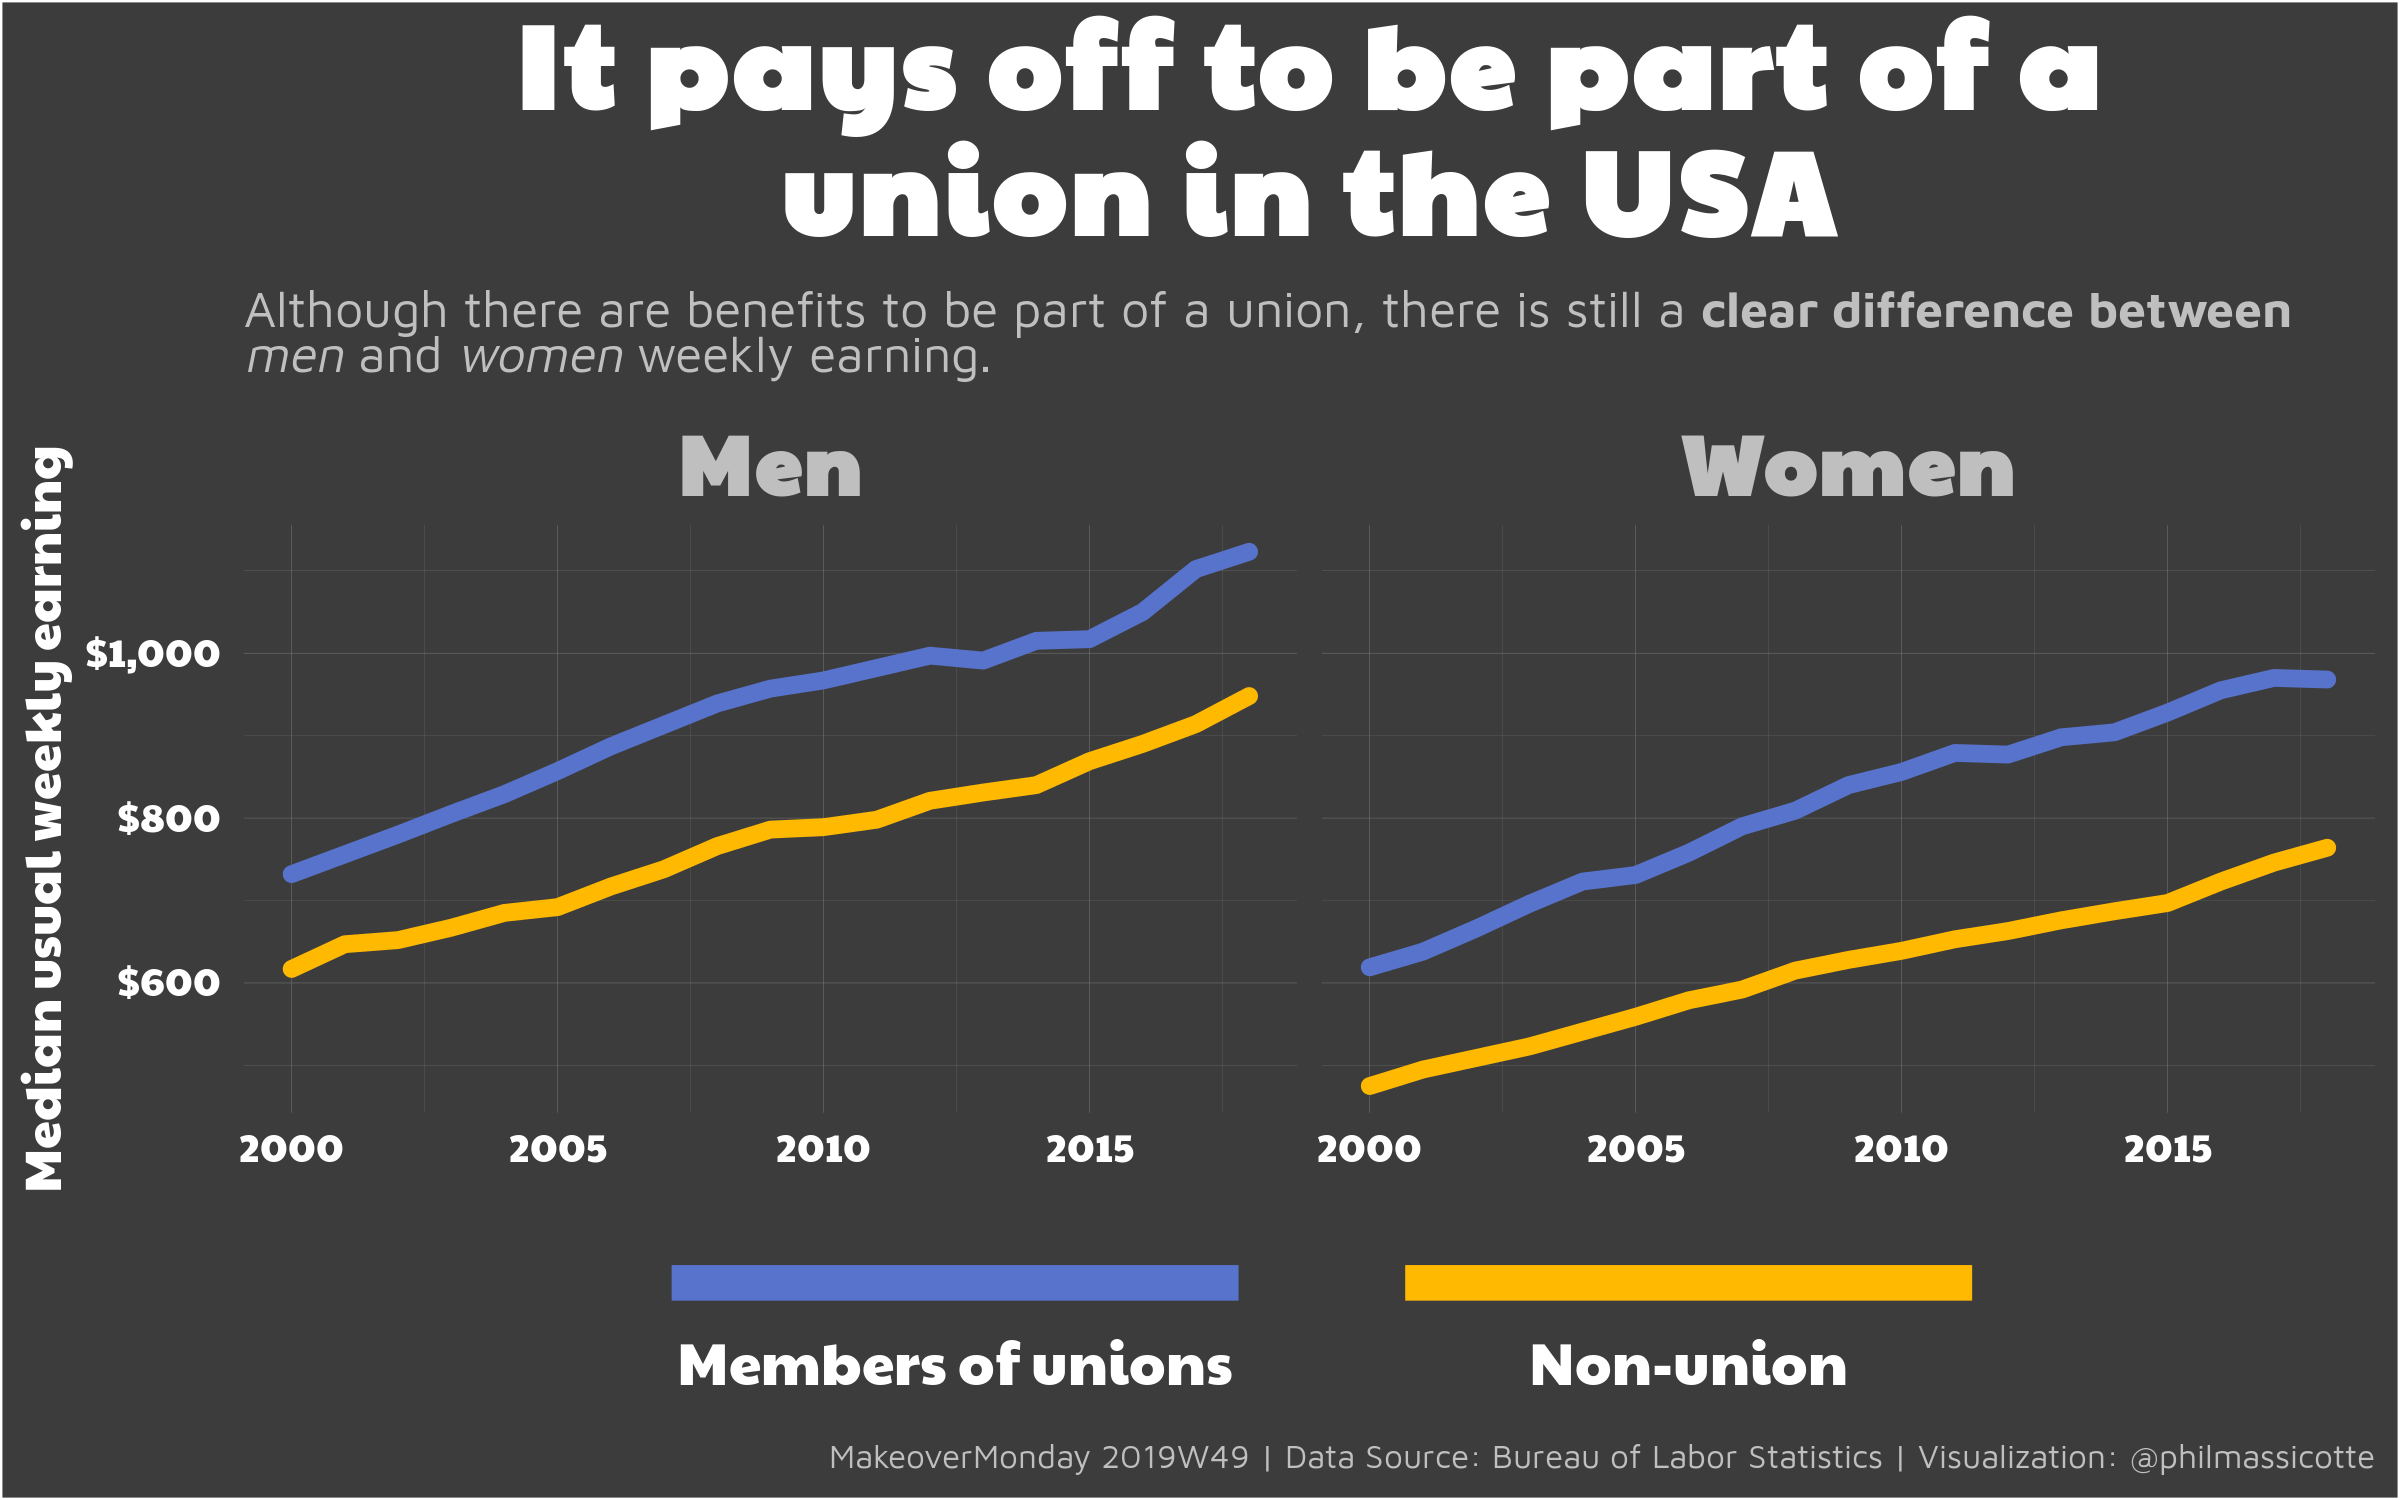 It pays off to be part of a
union in the USA
Although there are benefits to be part of a union, there is still a clear difference between
men and women weekly earning.
Men
Women
Median usual weekly earning
$1,000
$800
$600
2000 2005 2010 2015
2000 2005 2010 2015
Members of unions
Non-union
MakeoverMonday 2019W49 | Data Source: Bureau of Labor Statistics | Visualization: @philmassicotte